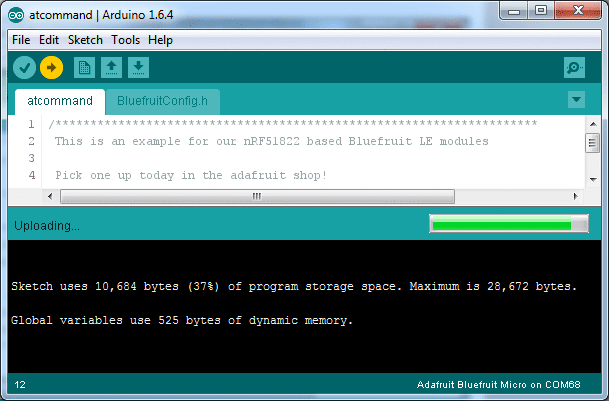 atcommand | Arduino 1.6.4
File Edit Sketch Tools Help
atcommand BluefruitConfig.h
1 /*********************************************************************
2 This is an example for our nRF51822 based Bluefruit LE modules
3
4 Pick one up today in the adafruit shop!
Uploading...
Sketch uses 10,684 bytes (37%) of program storage space. Maximum is 28,672 bytes.
Global variables use 525 bytes of dynamic memory.
12 Adafruit Bluefruit Micro on COM68